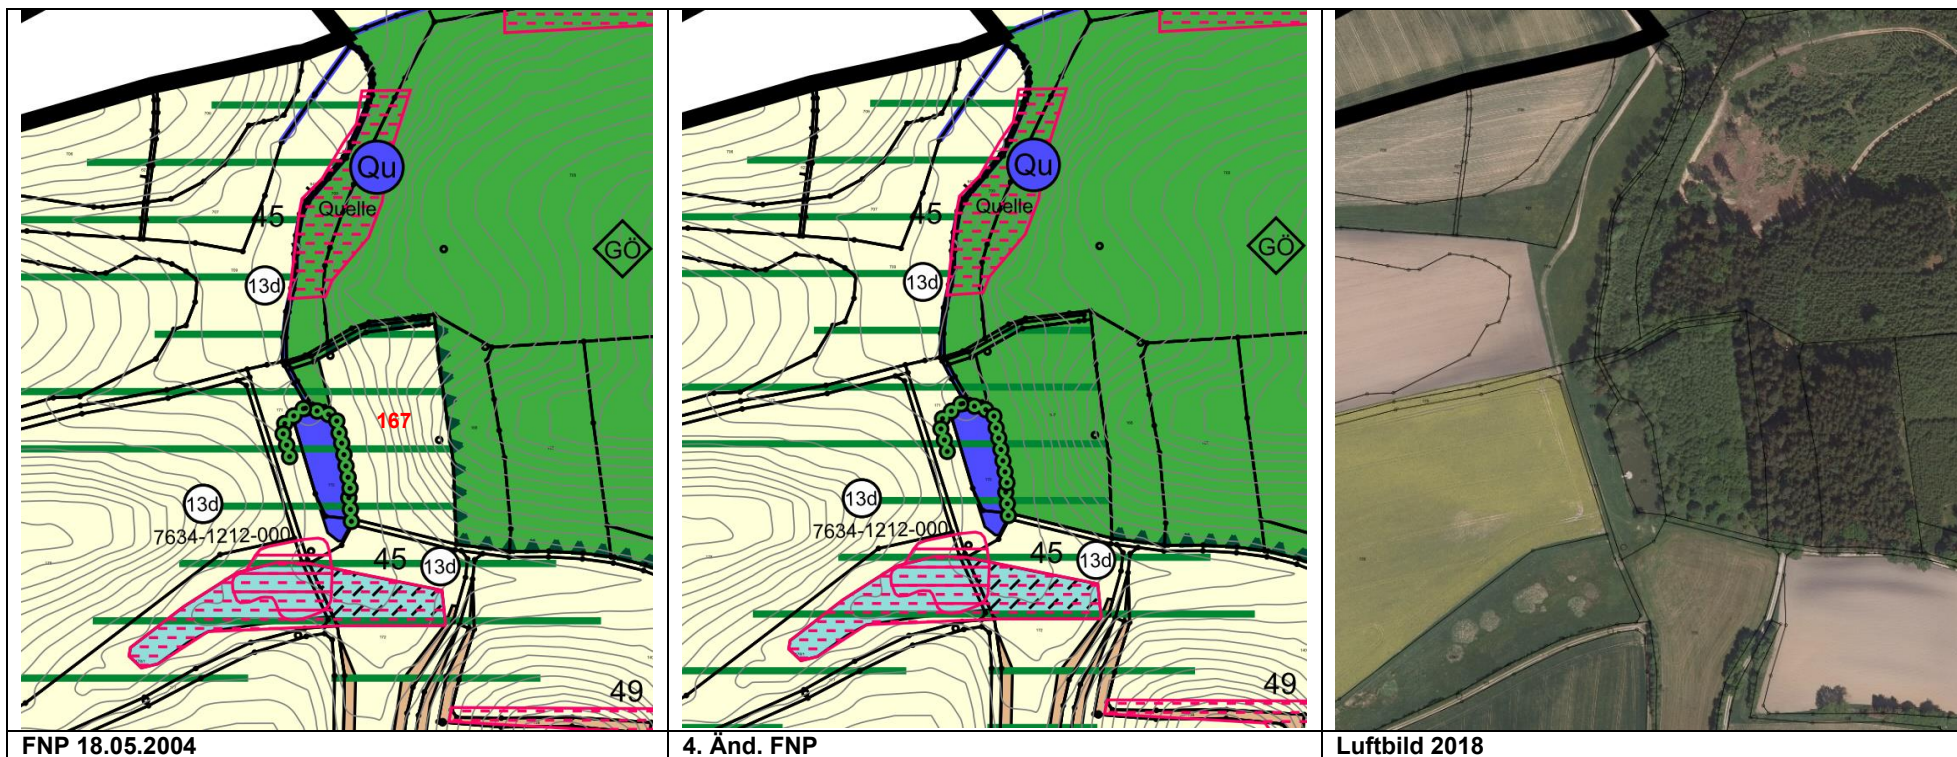 Qu
Quelle
45
GÖ
13d
167
13d
7634-1212-000
45
13d
49
FNP 18.05.2004
Qu
Quelle
45
GÖ
13d
13d
7634-1212-000
45
13d
49
4. Änd. FNP
Luftbild 2018